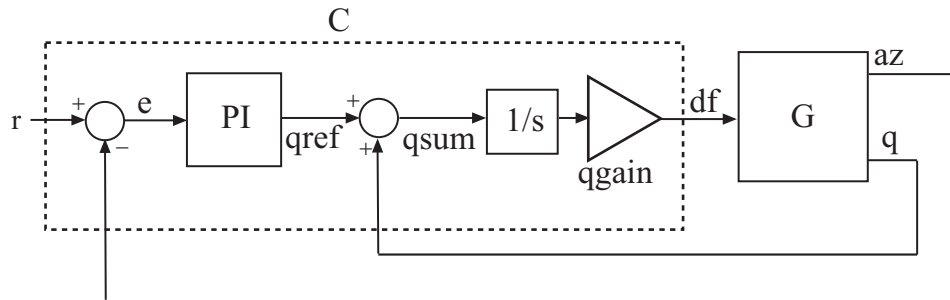 C
az
+
e
PI
+
1/s
df
G
r
qref
qsum
q
−
+
qgain